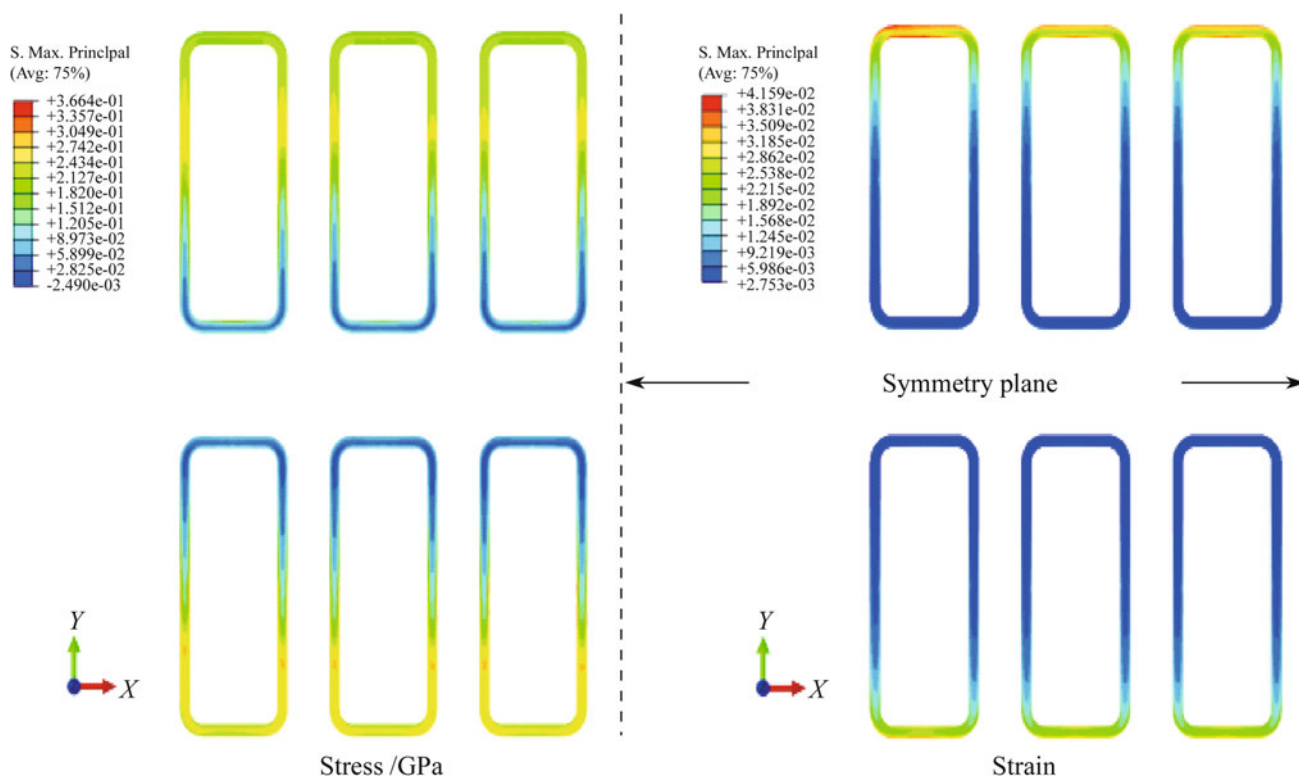 S. Max. Princlpal
(Avg: 75%)
+3.664e-01
+3.357e-01
+3.049e-01
+2.742e-01
+2.434e-01
+2.127e-01
+1.820e-01
+1.512e-01
+1.205e-01
+8.973e-02
+5.899e-02
+2.825e-02
-2.490e-03
S. Max. Princlpal
(Avg: 75%)
+4.159e-02
+3.831e-02
+3.509e-02
+3.185e-02
+2.862e-02
+2.538e-02
+2.215e-02
+1.892e-02
+1.568e-02
+1.245e-02
+9.219e-03
+5.986e-03
+2.753e-03
Symmetry plane
Y
X
Y
X
Stress /GPa
Strain